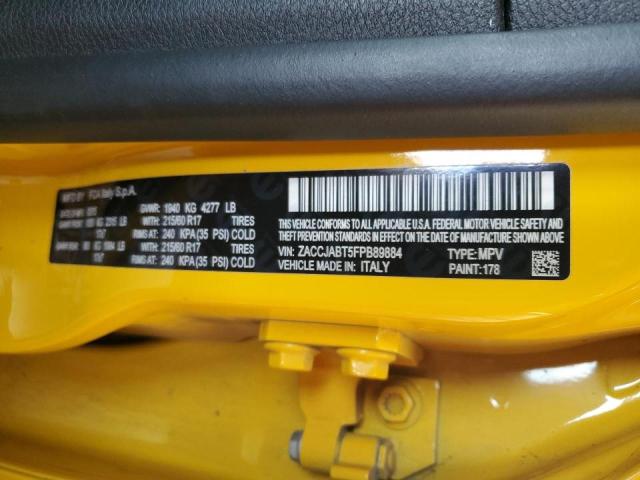 MFD BY FCA Italy S.p.A.
GVWR: 1940 KG 4277 LB
LB WITH: 215/60 R17 TIRES
RIMS AT: 240 KPA(35 PSI) COLD
LB WITH: 215/60 R17 TIRES
RIMS AT: 240 KPA(35 PSI) COLD
THIS VEHICLE CONFORMS TO ALL APPLICABLE U.S.A. FEDERAL MOTOR VEHICLE SAFETY
AND THEFT PREVENTION STANDARDS IN EFFECT ON THE DATE OF MANUFACTURE SHOWN ABOVE.
VIN: ZACCJABT5FPB89884 TYPE: MPV
VEHICLE MADE IN: ITALY PAINT: 178